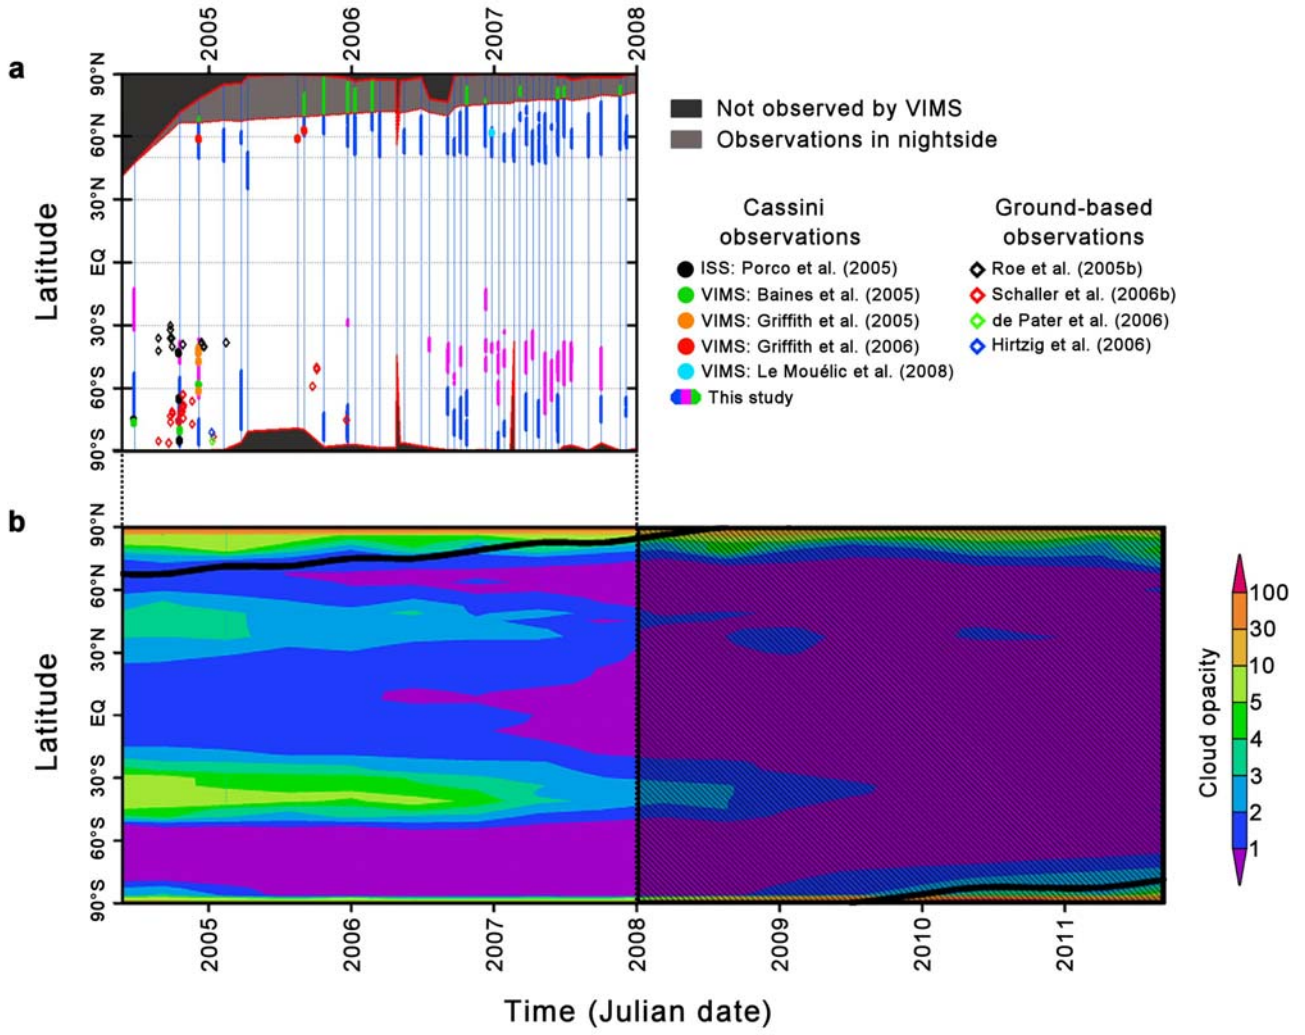 2005 2006 2007 2008
a
90°N
60°N
30°N
EQ
30°S
60°S
90°S
Latitude
Not observed by VIMS
Observations in nightside
Cassini
observations
ISS: Porco et al. (2005)
VIMS: Baines et al. (2005)
VIMS: Griffith et al. (2005)
VIMS: Griffith et al. (2006)
VIMS: Le Mouélic et al. (2008)
This study
Ground-based
observations
Roe et al. (2005b)
Schaller et al. (2006b)
de Pater et al. (2006)
Hirtzig et al. (2006)
b
90°N
60°N
30°N
EQ
30°S
60°S
90°S
Latitude
2005 2006 2007 2008 2009 2010 2011
Time (Julian date)
Cloud opacity
100
30
10
5
4
3
2
1